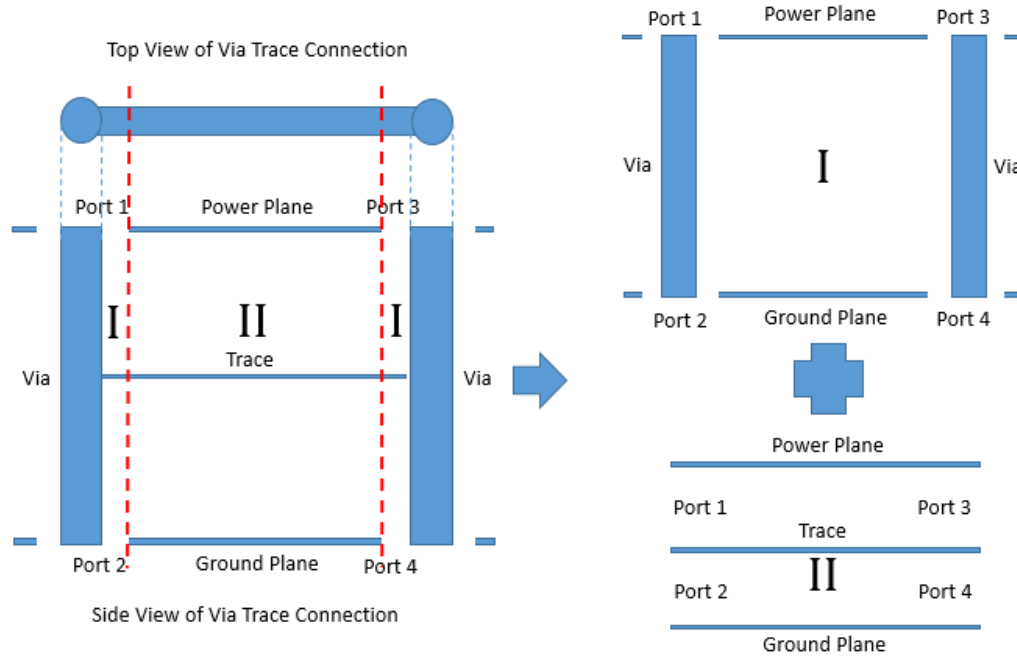 Top View of Via Trace Connection
Port 1
Power Plane
Port 3
I
II
I
Trace
Via
Via
Port 2
Ground Plane
Port 4
Side View of Via Trace Connection
Port 1
Power Plane
Port 3
Via
I
Via
Port 2
Ground Plane
Port 4
Power Plane
Port 1
Port 3
Trace
Port 2
II
Port 4
Ground Plane